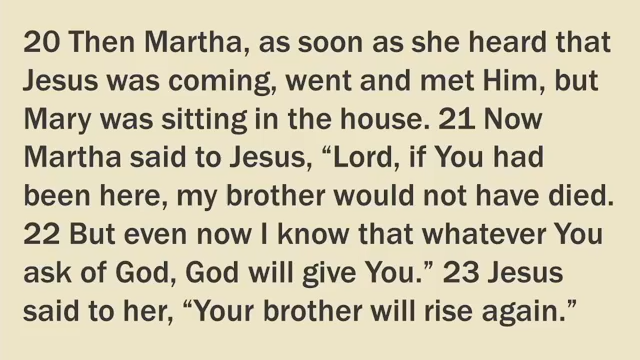 20 Then Martha, as soon as she heard that
Jesus was coming, went and met Him, but
Mary was sitting in the house. 21 Now
Martha said to Jesus, “Lord, if You had
been here, my brother would not have died.
22 But even now I know that whatever You
ask of God, God will give You.” 23 Jesus
said to her, “Your brother will rise again.”